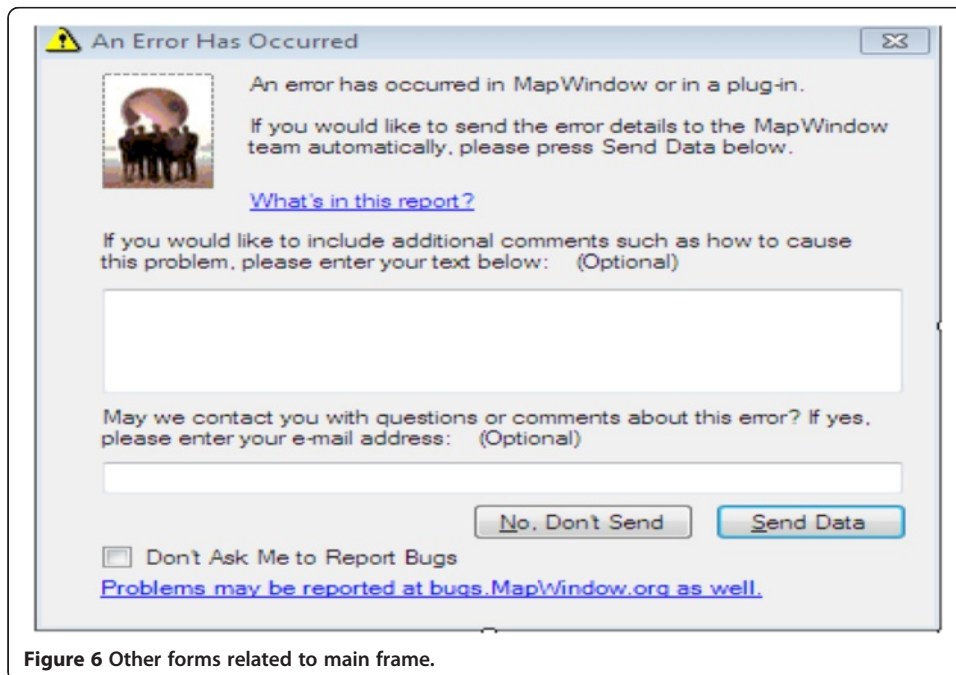 An Error Has Occurred
An error has occurred in MapWindow or in a plug-in.
If you would like to send the error details to the MapWindow
team automatically, please press Send Data below.
What's in this report?
If you would like to include additional comments such as how to cause
this problem, please enter your text below: (Optional)
May we contact you with questions or comments about this error? If yes,
please enter your e-mail address: (Optional)
No, Don't Send
Send Data
Don't Ask Me to Report Bugs
Problems may be reported at bugs.MapWindow.org as well.
Figure 6 Other forms related to main frame.